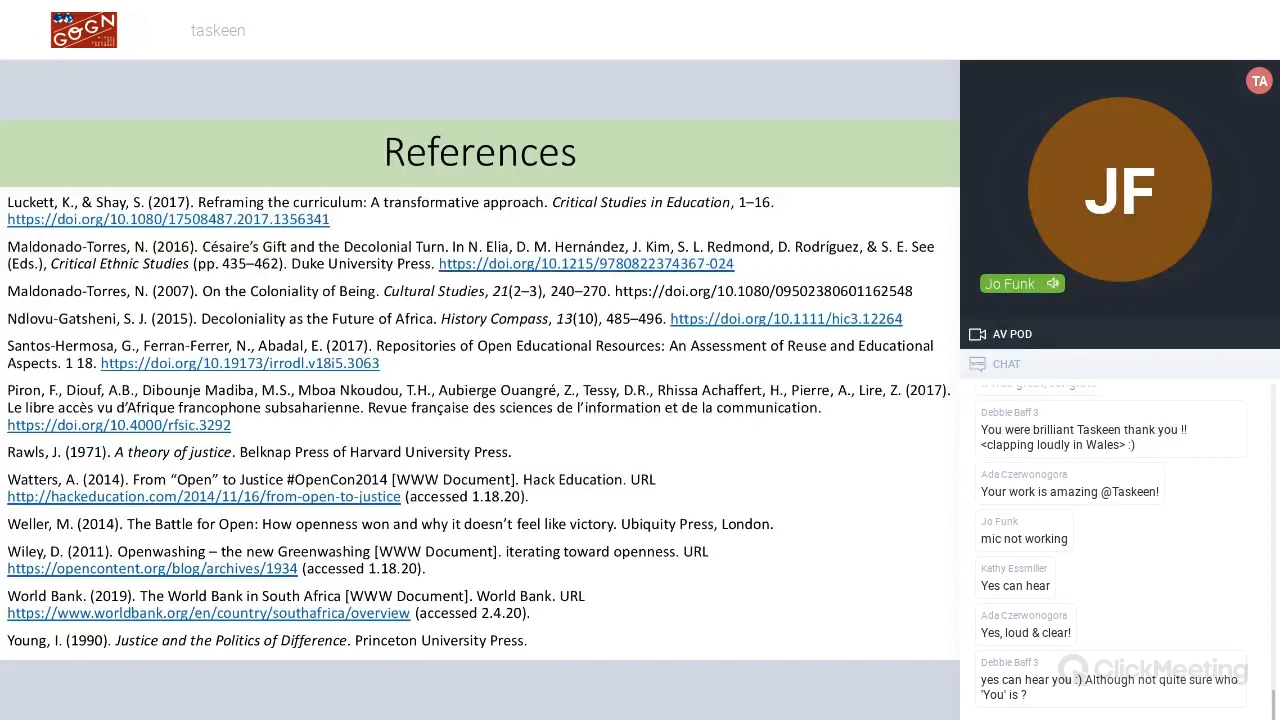 GOGN
taskeen
References
Luckett, K., & Shay, S. (2017). Reframing the curriculum: A transformative approach. Critical Studies in Education, 1–16.
https://doi.org/10.1080/17508487.2017.1356341
Maldonado-Torres, N. (2016). Césaire’s Gift and the Decolonial Turn. In N. Elia, D. M. Hernández, J. Kim, S. L. Redmond, D. Rodríguez, & S. E. See
(Eds.), Critical Ethnic Studies (pp. 435–462). Duke University Press. https://doi.org/10.1215/9780822374367-024
Maldonado-Torres, N. (2007). On the Coloniality of Being. Cultural Studies, 21(2–3), 240–270. https://doi.org/10.1080/09502380601162548
Ndlovu-Gatsheni, S. J. (2015). Decoloniality as the Future of Africa. History Compass, 13(10), 485–496. https://doi.org/10.1111/hic3.12264
Santos-Hermosa, G., Ferran-Ferrer, N., Abadal, E. (2017). Repositories of Open Educational Resources: An Assessment of Reuse and Educational
Aspects. 1 18. https://doi.org/10.19173/irrodl.v18i5.3063
Piron, F., Diouf, A.B., Dibounje Madiba, M.S., Mboa Nkoudou, T.H., Aubierge Ouangré, Z., Tessy, D.R., Rhissa Achaffert, H., Pierre, A., Lire, Z. (2017).
Le libre accès vu d’Afrique francophone subsaharienne. Revue française des sciences de l’information et de la communication.
https://doi.org/10.4000/rfsic.3292
Rawls, J. (1971). A theory of justice. Belknap Press of Harvard University Press.
Watters, A. (2014). From “Open” to Justice #OpenCon2014 [WWW Document]. Hack Education. URL
http://hackeducation.com/2014/11/16/from-open-to-justice (accessed 1.18.20).
Weller, M. (2014). The Battle for Open: How openness won and why it doesn’t feel like victory. Ubiquity Press, London.
Wiley, D. (2011). Openwashing – the new Greenwashing [WWW Document]. iterating toward openness. URL
https://opencontent.org/blog/archives/1934 (accessed 1.18.20).
World Bank. (2019). The World Bank in South Africa [WWW Document]. World Bank. URL
https://www.worldbank.org/en/country/southafrica/overview (accessed 2.4.20).
Young, I. (1990). Justice and the Politics of Difference. Princeton University Press.
TA
JF
Jo Funk
AV POD
CHAT
Debbie Baff 3
You were brilliant Taskeen thank you !!
<clapping loudly in Wales> :)
Ada Czerwonogora
Your work is amazing @Taskeen!
Jo Funk
mic not working
Kathy Essmiller
Yes can hear
Ada Czerwonogora
Yes, loud & clear!
Debbie Baff 3
yes can hear you :) Although not quite sure who
'You' is ?
ClickMeeting